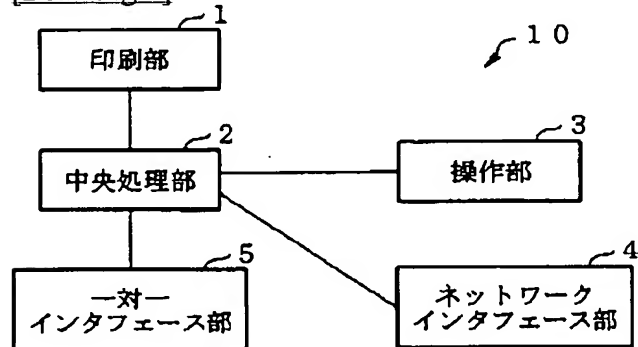 1
印刷部
10
2
中央処理部
3
操作部
5
一対一
インタフェース部
4
ネットワーク
インタフェース部